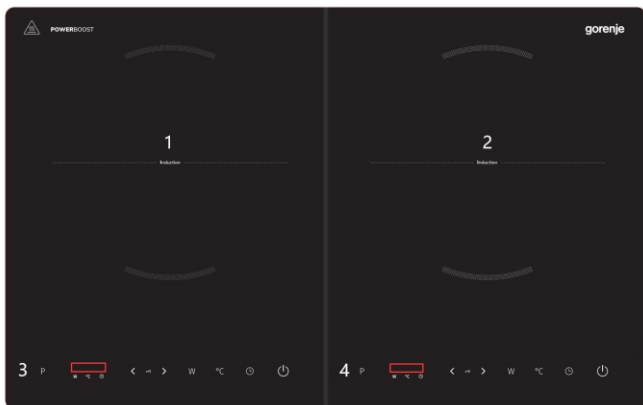 POWERBOOST
gorenje
1
Induction
2
Induction
3 P
W °C
< > W °C
4 P
W °C
< > W °C